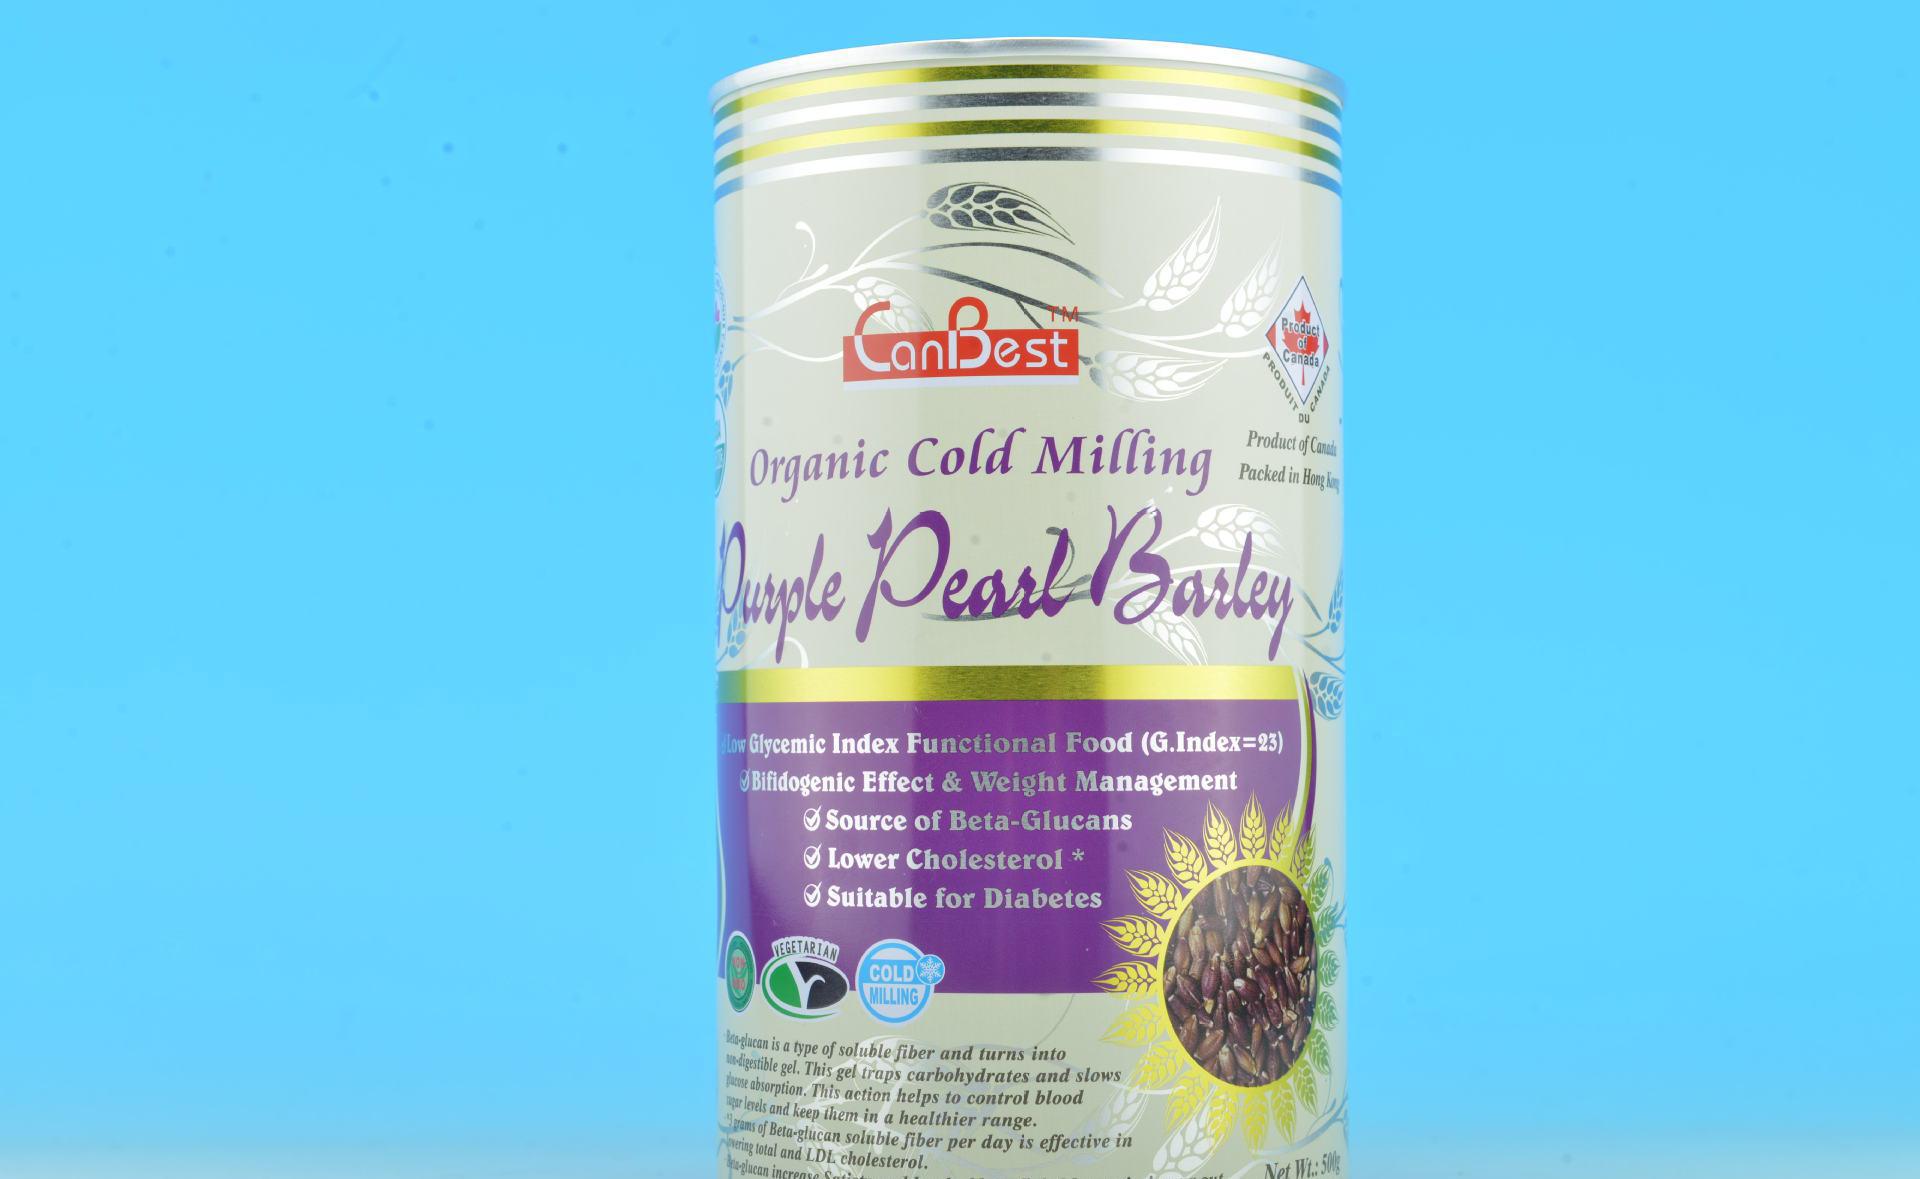 CanBest™
Product
of
Canada
PRODUIT DU CANADA
Product of Canada
Packed in Hong Kong
Organic Cold Milling
Purple Pearl Barley
Low Glycemic Index Functional Food (G.Index=23)
Bifidogenic Effect & Weight Management
Source of Beta-Glucans
Lower Cholesterol *
Suitable for Diabetes
VEGETARIAN
COLD
MILLING
Beta-glucan is a type of soluble fiber and turns into
non-digestible gel. This gel traps carbohydrates and slows
glucose absorption. This action helps to control blood
sugar levels and keep them in a healthier range.
*3 grams of Beta-glucan soluble fiber per day is effective in
lowering total and LDL cholesterol.
Beta-glucan increase
Net Wt.: 500g